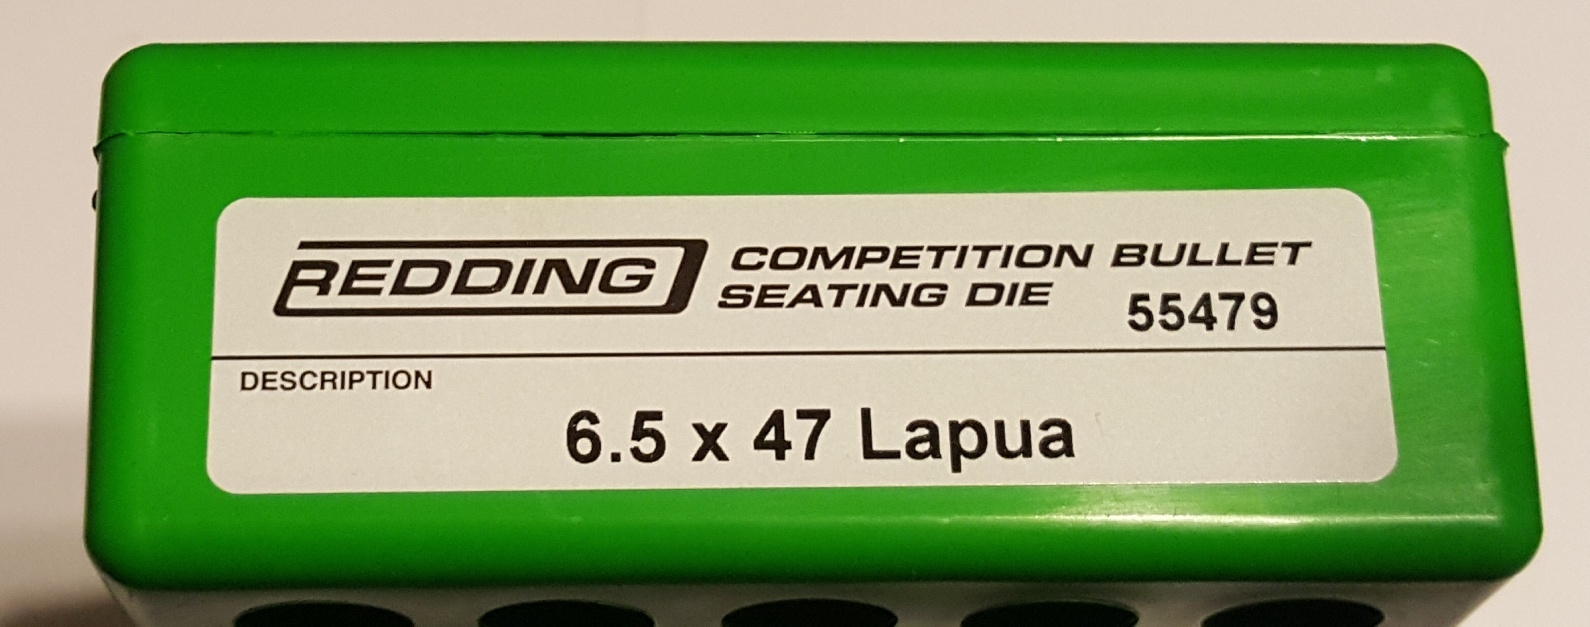 REDDING
COMPETITION BULLET
SEATING DIE
55479
DESCRIPTION
6.5 x 47 Lapua